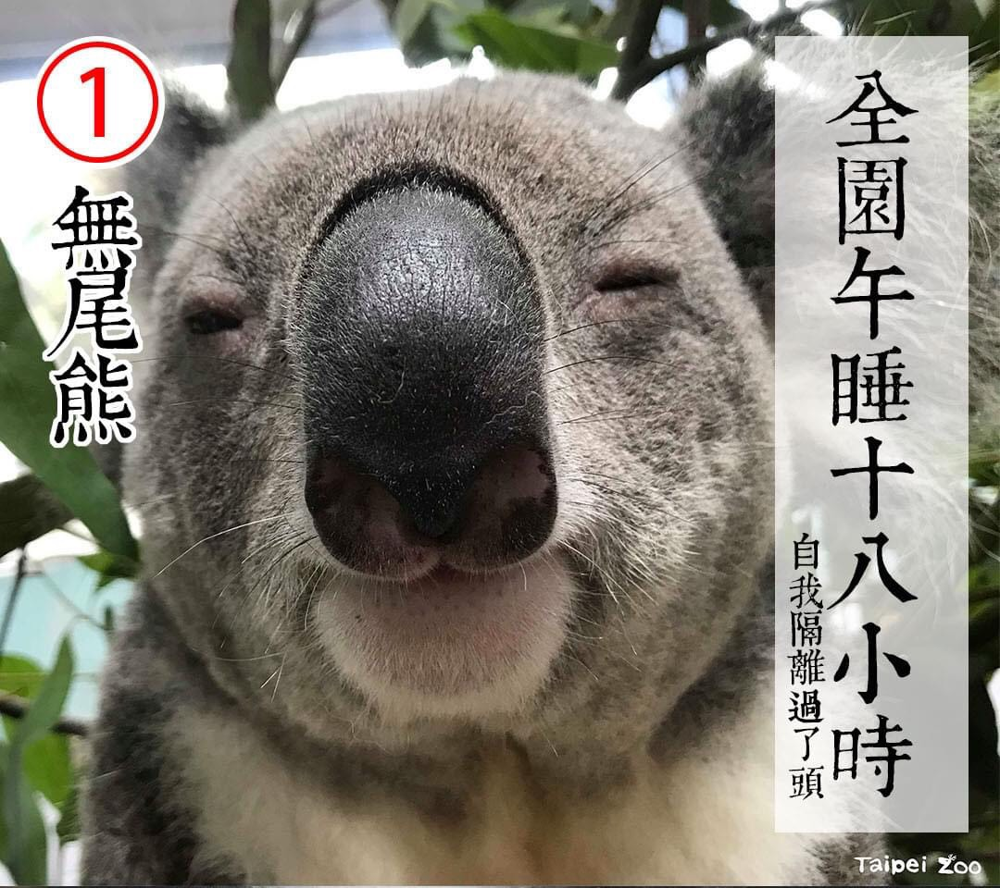 ①
無尾熊
全園午睡十八小時
自我隔離過了頭
Taipei Zoo